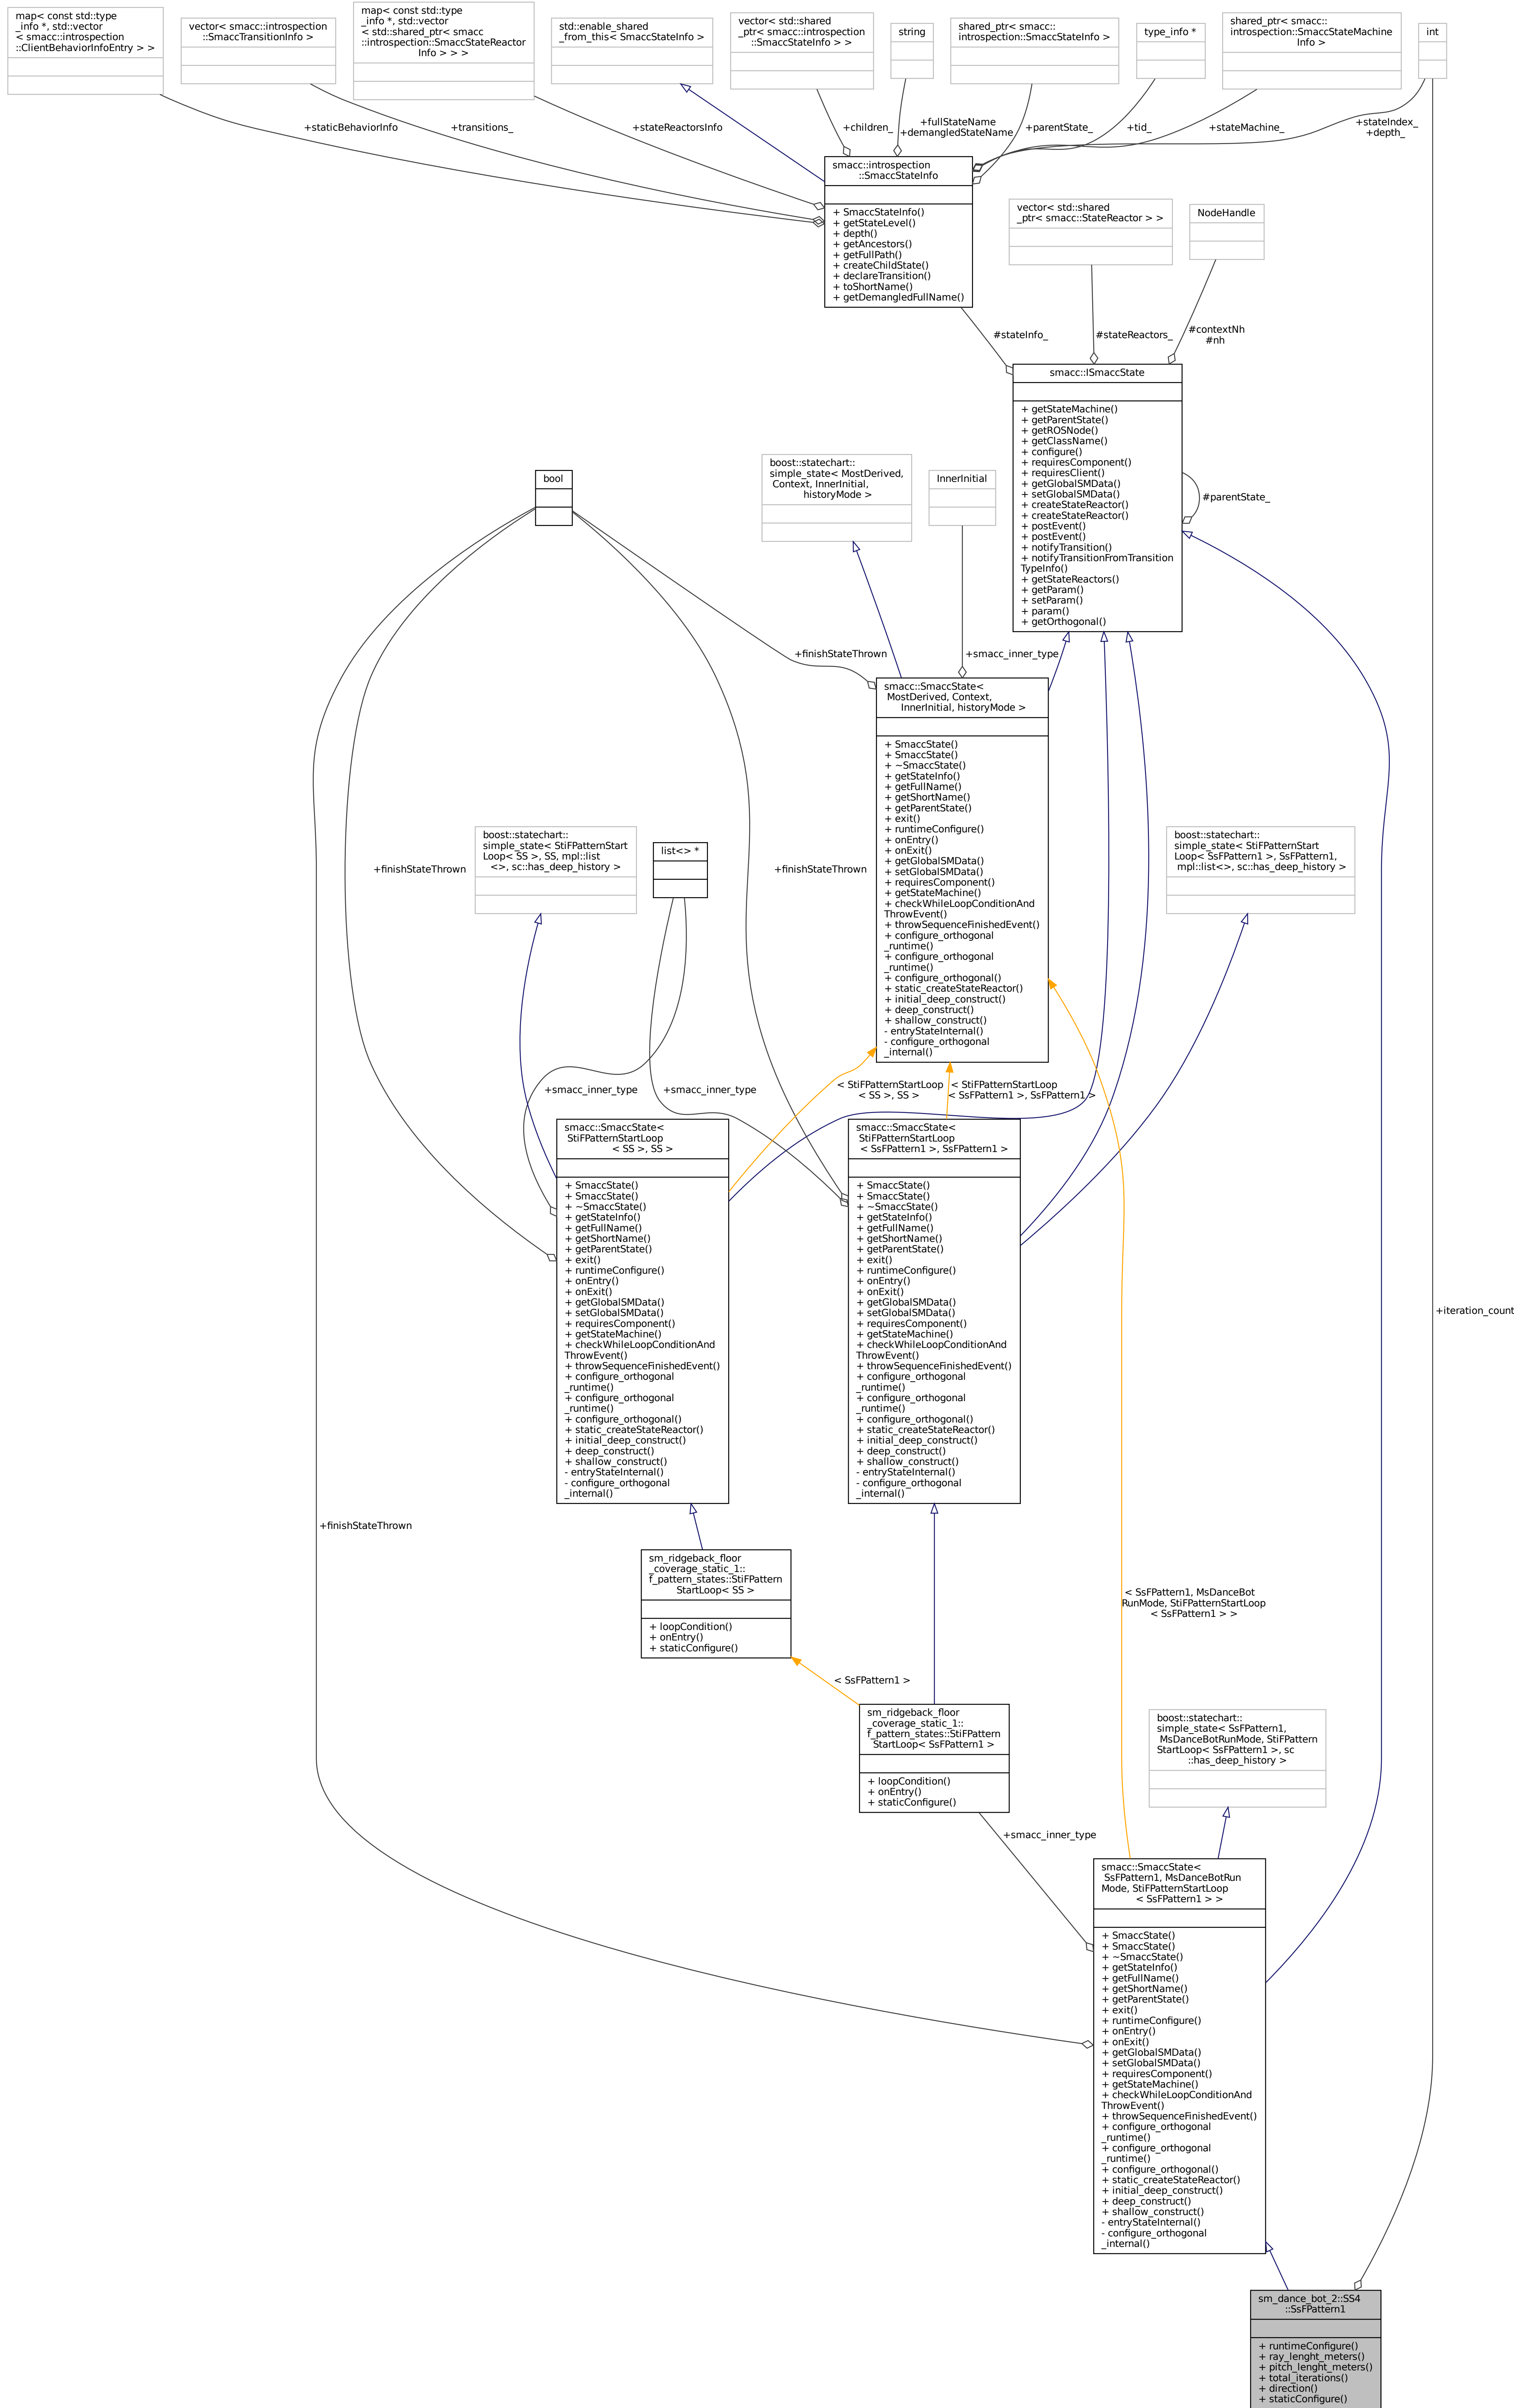 map< const std::type
_info *, std::vector
< smacc::introspection
::ClientBehaviorInfoEntry > >
vector< smacc::introspection
::SmaccTransitionInfo >
map< const std::type
_info *, std::vector
< std::shared_ptr< smacc
::introspection::SmaccStateReactor
Info > > >
std::enable_shared
_from_this< SmaccStateInfo >
vector< std::shared
_ptr< smacc::introspection
::SmaccStateInfo > >
string
shared_ptr< smacc::
introspection::SmaccStateInfo >
type_info *
shared_ptr< smacc::
introspection::SmaccStateMachine
Info >
int
+staticBehaviorInfo
+transitions_
+stateReactorsInfo
+children_
+fullStateName
+demangledStateName
+parentState_
+tid_
+stateMachine_
+stateIndex_
+depth_
smacc::introspection
::SmaccStateInfo
+ SmaccStateInfo()
+ getStateLevel()
+ depth()
+ getAncestors()
+ getFullPath()
+ createChildState()
+ declareTransition()
+ toShortName()
+ getDemangledFullName()
vector< std::shared
_ptr< smacc::StateReactor > >
NodeHandle
#stateInfo_
#stateReactors_
#contextNh
#nh
smacc::ISmaccState
+ getStateMachine()
+ getParentState()
+ getROSNode()
+ getClassName()
+ configure()
+ requiresComponent()
+ requiresClient()
+ getGlobalSMData()
+ setGlobalSMData()
+ createStateReactor()
+ createStateReactor()
+ postEvent()
+ postEvent()
+ notifyTransition()
+ notifyTransitionFromTransition
TypeInfo()
+ getStateReactors()
+ getParam()
+ setParam()
+ param()
+ getOrthogonal()
#parentState_
bool
boost::statechart::
simple_state< MostDerived,
Context, InnerInitial,
historyMode >
InnerInitial
+finishStateThrown
+smacc_inner_type
smacc::SmaccState<
MostDerived, Context,
InnerInitial, historyMode >
+ SmaccState()
+ SmaccState()
+ ~SmaccState()
+ getStateInfo()
+ getFullName()
+ getShortName()
+ getParentState()
+ exit()
+ runtimeConfigure()
+ onEntry()
+ onExit()
+ getGlobalSMData()
+ setGlobalSMData()
+ requiresComponent()
+ getStateMachine()
+ checkWhileLoopConditionAnd
ThrowEvent()
+ throwSequenceFinishedEvent()
+ configure_orthogonal
_runtime()
+ configure_orthogonal
_runtime()
+ configure_orthogonal()
+ static_createStateReactor()
+ initial_deep_construct()
+ deep_construct()
+ shallow_construct()
- entryStateInternal()
- configure_orthogonal
_internal()
+finishStateThrown
boost::statechart::
simple_state< StiFPatternStart
Loop< SS >, SS, mpl::list
<>, sc::has_deep_history >
list<> *
+finishStateThrown
boost::statechart::
simple_state< StiFPatternStart
Loop< SsFPattern1 >, SsFPattern1,
mpl::list<>, sc::has_deep_history >
+smacc_inner_type
+smacc_inner_type
< StiFPatternStartLoop
< SS >, SS >
< StiFPatternStartLoop
< SsFPattern1 >, SsFPattern1 >
smacc::SmaccState<
StiFPatternStartLoop
< SS >, SS >
+ SmaccState()
+ SmaccState()
+ ~SmaccState()
+ getStateInfo()
+ getFullName()
+ getShortName()
+ getParentState()
+ exit()
+ runtimeConfigure()
+ onEntry()
+ onExit()
+ getGlobalSMData()
+ setGlobalSMData()
+ requiresComponent()
+ getStateMachine()
+ checkWhileLoopConditionAnd
ThrowEvent()
+ throwSequenceFinishedEvent()
+ configure_orthogonal
_runtime()
+ configure_orthogonal
_runtime()
+ configure_orthogonal()
+ static_createStateReactor()
+ initial_deep_construct()
+ deep_construct()
+ shallow_construct()
- entryStateInternal()
- configure_orthogonal
_internal()
smacc::SmaccState<
StiFPatternStartLoop
< SsFPattern1 >, SsFPattern1 >
+ SmaccState()
+ SmaccState()
+ ~SmaccState()
+ getStateInfo()
+ getFullName()
+ getShortName()
+ getParentState()
+ exit()
+ runtimeConfigure()
+ onEntry()
+ onExit()
+ getGlobalSMData()
+ setGlobalSMData()
+ requiresComponent()
+ getStateMachine()
+ checkWhileLoopConditionAnd
ThrowEvent()
+ throwSequenceFinishedEvent()
+ configure_orthogonal
_runtime()
+ configure_orthogonal
_runtime()
+ configure_orthogonal()
+ static_createStateReactor()
+ initial_deep_construct()
+ deep_construct()
+ shallow_construct()
- entryStateInternal()
- configure_orthogonal
_internal()
+iteration_count
+finishStateThrown
sm_ridgeback_floor
_coverage_static_1::
f_pattern_states::StiFPattern
StartLoop< SS >
+ loopCondition()
+ onEntry()
+ staticConfigure()
< SsFPattern1, MsDanceBot
RunMode, StiFPatternStartLoop
< SsFPattern1 > >
< SsFPattern1 >
sm_ridgeback_floor
_coverage_static_1::
f_pattern_states::StiFPattern
StartLoop< SsFPattern1 >
+ loopCondition()
+ onEntry()
+ staticConfigure()
boost::statechart::
simple_state< SsFPattern1,
MsDanceBotRunMode, StiFPattern
StartLoop< SsFPattern1 >, sc
::has_deep_history >
+smacc_inner_type
smacc::SmaccState<
SsFPattern1, MsDanceBotRun
Mode, StiFPatternStartLoop
< SsFPattern1 > >
+ SmaccState()
+ SmaccState()
+ ~SmaccState()
+ getStateInfo()
+ getFullName()
+ getShortName()
+ getParentState()
+ exit()
+ runtimeConfigure()
+ onEntry()
+ onExit()
+ getGlobalSMData()
+ setGlobalSMData()
+ requiresComponent()
+ getStateMachine()
+ checkWhileLoopConditionAnd
ThrowEvent()
+ throwSequenceFinishedEvent()
+ configure_orthogonal
_runtime()
+ configure_orthogonal
_runtime()
+ configure_orthogonal()
+ static_createStateReactor()
+ initial_deep_construct()
+ deep_construct()
+ shallow_construct()
- entryStateInternal()
- configure_orthogonal
_internal()
sm_dance_bot_2::SS4
::SsFPattern1
+ runtimeConfigure()
+ ray_lenght_meters()
+ pitch_lenght_meters()
+ total_iterations()
+ direction()
+ staticConfigure()